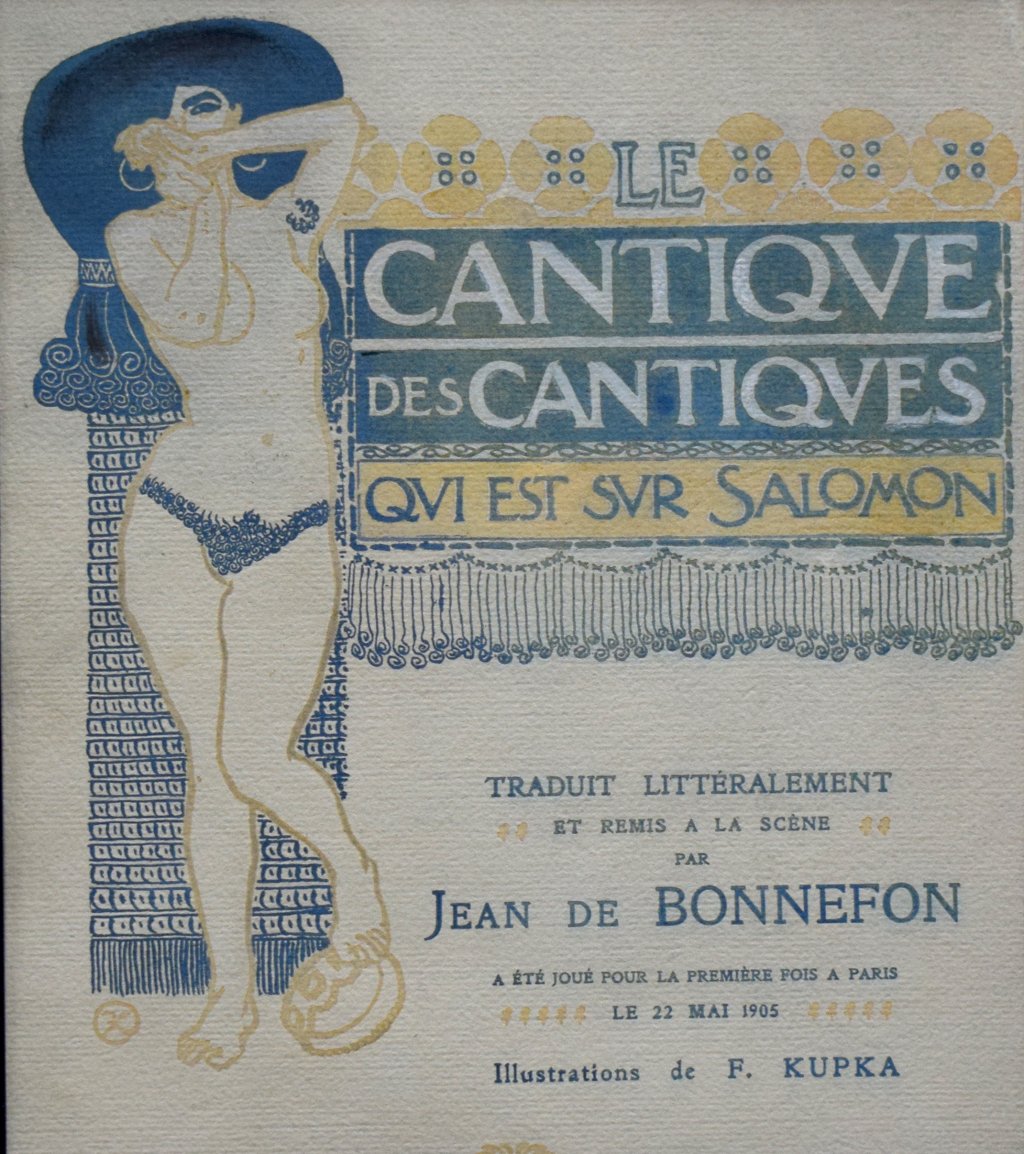 LE
CANTIQVE
DES CANTIQVES
QVI EST SVR SALOMON
TRADUIT LITTÉRALEMENT
ET REMIS A LA SCÈNE
PAR
JEAN DE BONNEFON
A ÉTÉ JOUÉ POUR LA PREMIÈRE FOIS A PARIS
LE 22 MAI 1905
Illustrations de F. KUPKA